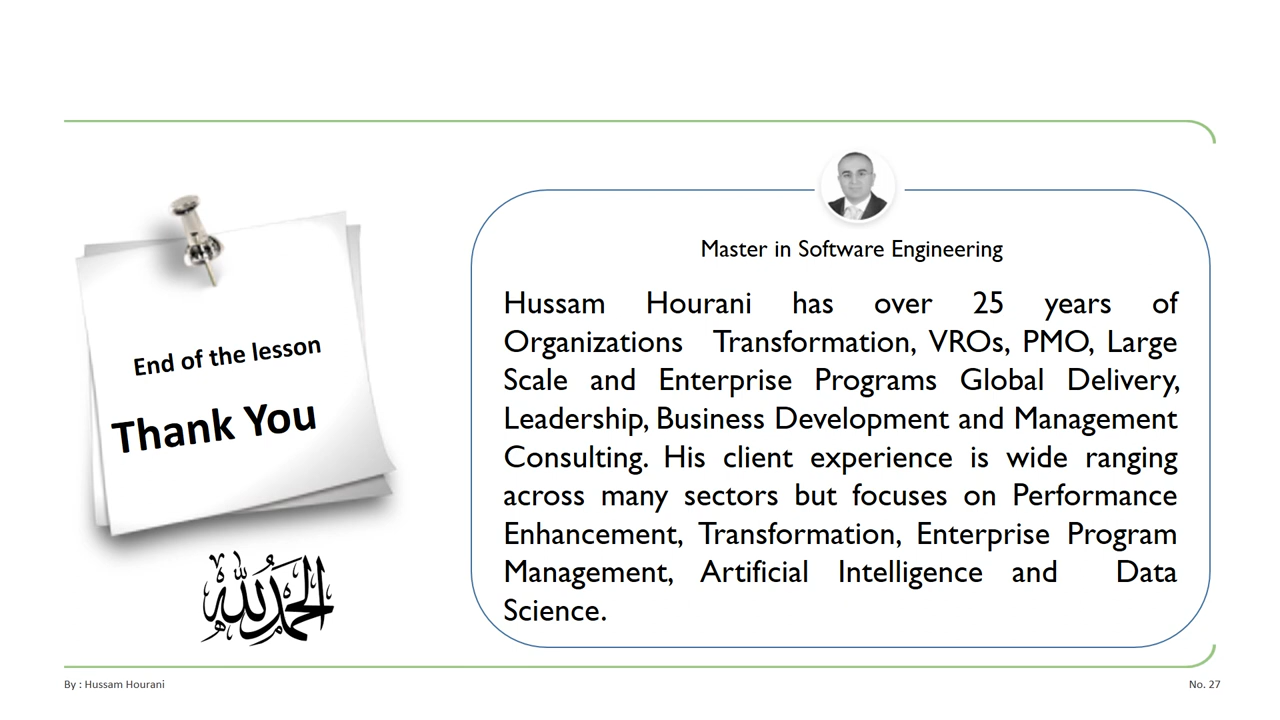 End of the lesson
Thank You
الحمد لله
Master in Software Engineering
Hussam Hourani has over 25 years of
Organizations Transformation, VROs, PMO, Large
Scale and Enterprise Programs Global Delivery,
Leadership, Business Development and Management
Consulting. His client experience is wide ranging
across many sectors but focuses on Performance
Enhancement, Transformation, Enterprise Program
Management, Artificial Intelligence and Data
Science.
By : Hussam Hourani
No. 27